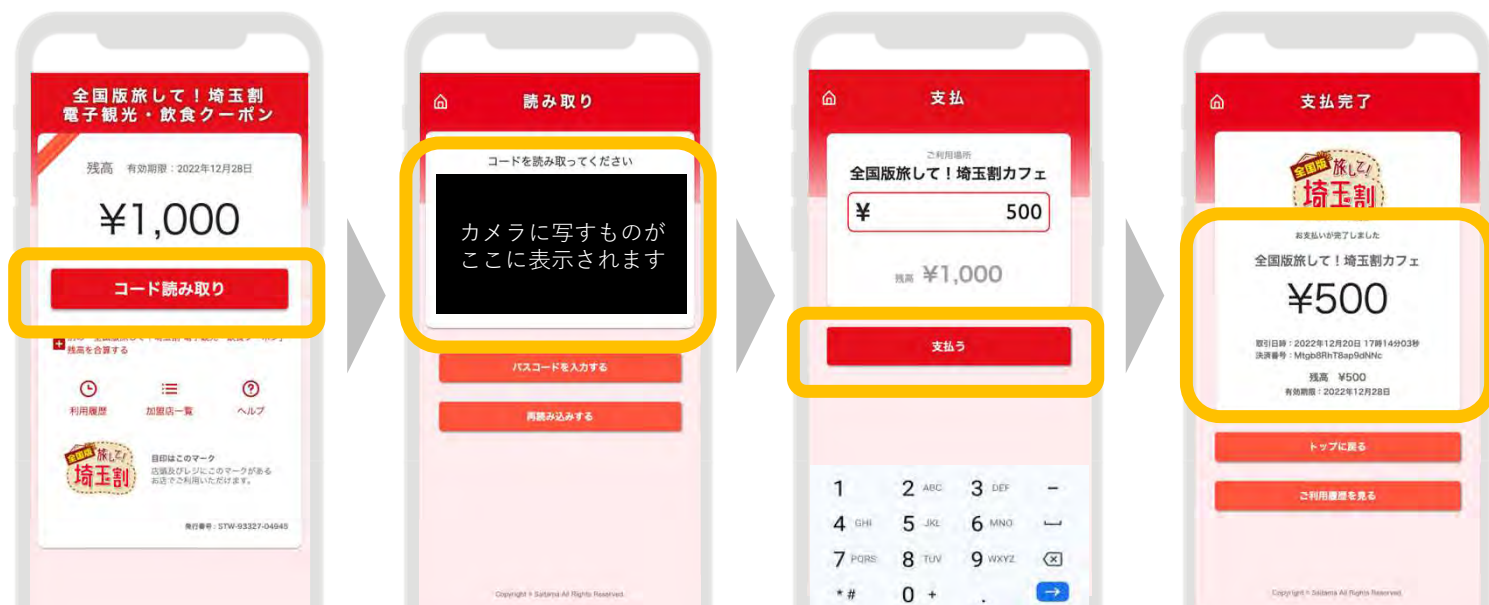 全国版旅して!埼玉割
電子観光・飲食クーポン
残高 有効期限:2022年12月28日
¥1,000
コード読み取り
残高を合算する
利用履歴 加盟店一覧 ヘルプ
全国版 旅して!
埼玉割
目印はこのマーク
店頭及びレジにこのマークがある
お店でご利用いただけます。
発行番号:STW-93327-04945
読み取り
コードを読み取ってください
カメラに写すものが
ここに表示されます
パスコードを入力する
再読み込みする
Copyright © Saitama All Rights Reserved.
支払
ご利用場所
全国版旅して!埼玉割カフェ
¥ 500
残高 ¥1,000
支払う
1 2 ABC 3 DEF -
4 GHI 5 JKL 6 MNO
7 PQRS 8 TUV 9 WXYZ
*# 0 + .
支払完了
全国版 旅して!
埼玉割
お支払いが完了しました
全国版旅して!埼玉割カフェ
¥500
取引日時:2022年12月20日 17時14分03秒
決済番号:Mtgb8RhT8ap9dNNc
残高 ¥500
有効期限:2022年12月28日
トップに戻る
ご利用履歴を見る
Copyright © Saitama All Rights Reserved.